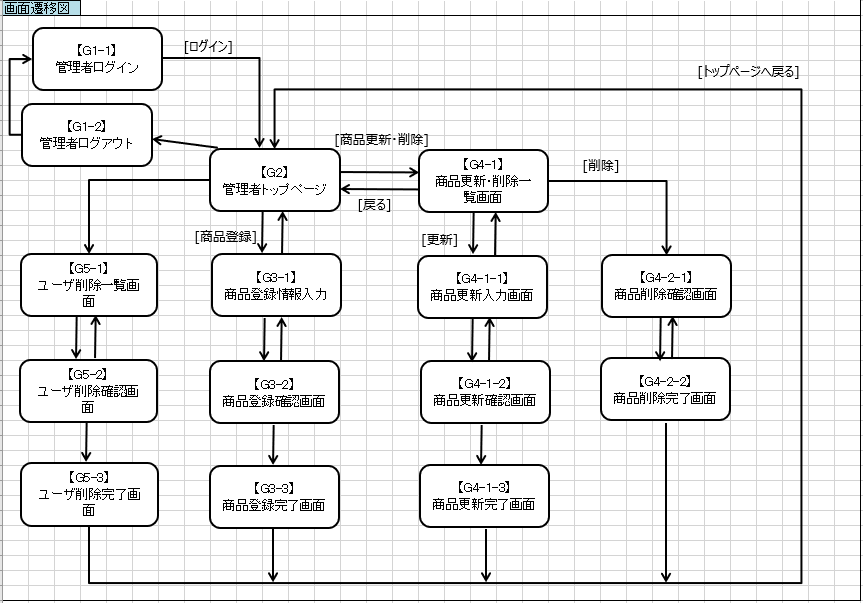 画面遷移図
【G1-1】
管理者ログイン
[ログイン]
[トップページへ戻る]
【G1-2】
管理者ログアウト
[商品更新・削除]
【G2】
管理者トップページ
【G4-1】
商品更新・削除一
覧画面
[削除]
[戻る]
[商品登録]
[更新]
【G5-1】
ユーザ削除一覧画
面
【G3-1】
商品登録情報入力
【G4-1-1】
商品更新入力画面
【G4-2-1】
商品削除確認画面
【G5-2】
ユーザ削除確認画
面
【G3-2】
商品登録確認画面
【G4-1-2】
商品更新確認画面
【G4-2-2】
商品削除完了画面
【G5-3】
ユーザ削除完了画
面
【G3-3】
商品登録完了画面
【G4-1-3】
商品更新完了画面